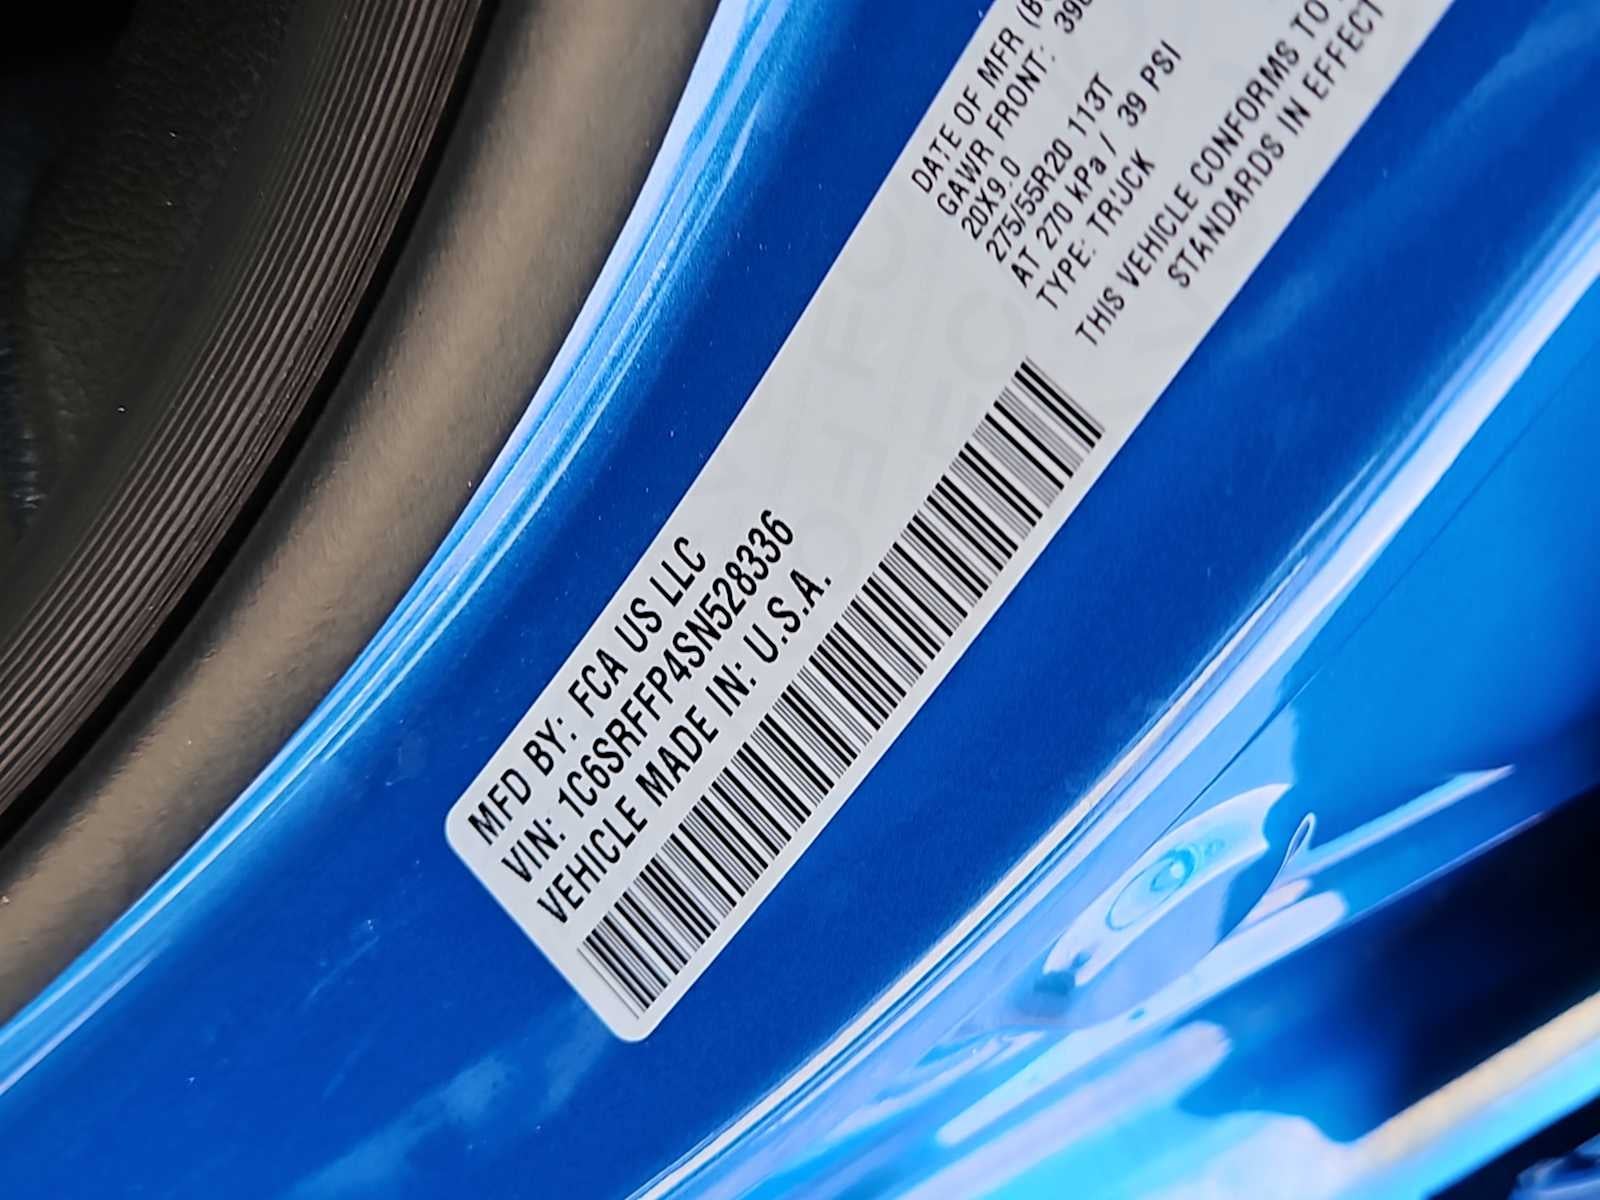 MFD BY: FCA US LLC
VIN: 1C6SRFFP4SN528336
VEHICLE MADE IN: U.S.A.
DATE OF MFR
GAWR FRONT:
20X9.0
275/55R20 113T
AT 270 kPa / 39 PSI
TYPE: TRUCK
THIS VEHICLE CONFORMS TO
STANDARDS IN EFFECT